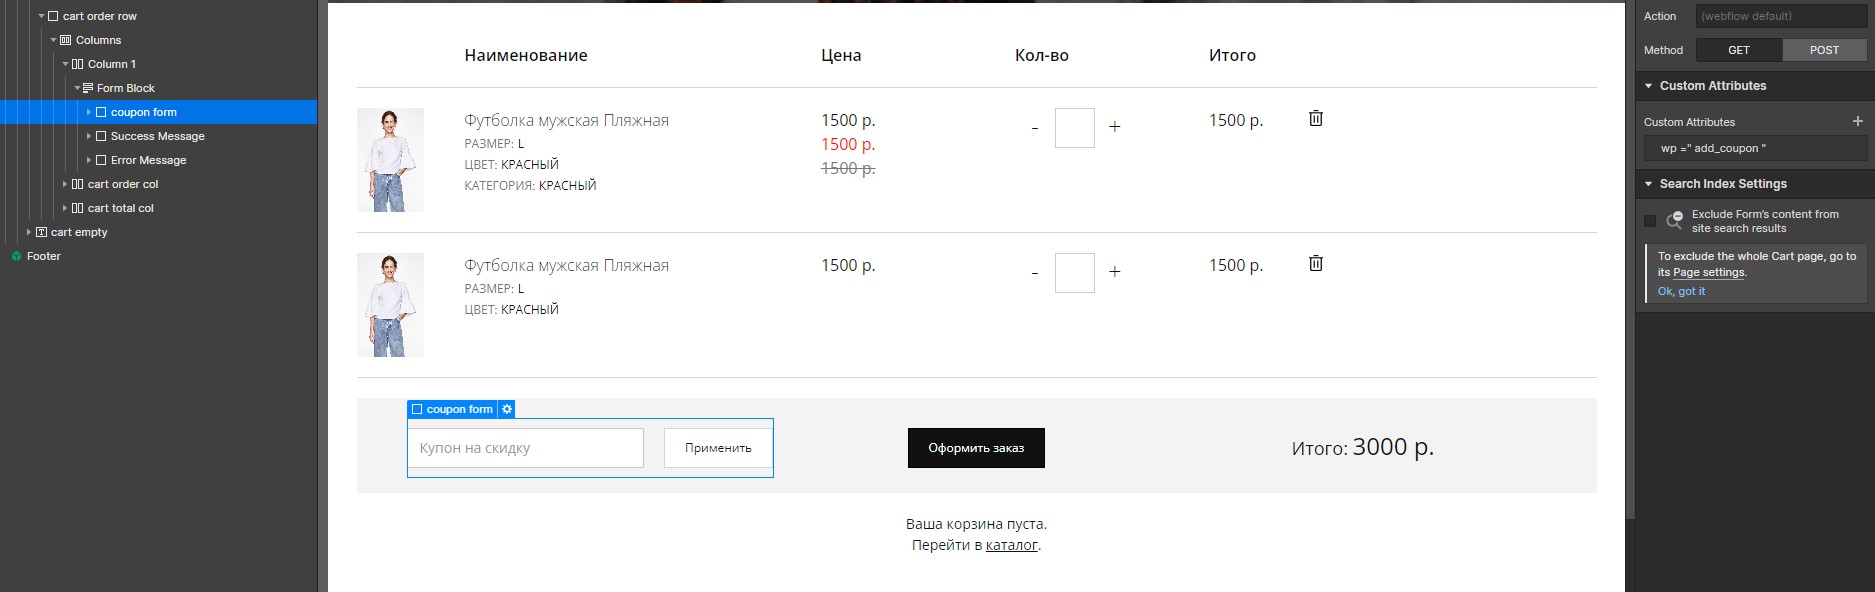 cart order row
Columns
Column 1
Form Block
coupon form
Success Message
Error Message
cart order col
cart total col
cart empty
Footer
Наименование Цена Кол-во Итого
Футболка мужская Пляжная 1500 р. - + 1500 р.
РАЗМЕР: L 1500 р.
ЦВЕТ: КРАСНЫЙ 1500 р.
КАТЕГОРИЯ: КРАСНЫЙ
Футболка мужская Пляжная 1500 р. - + 1500 р.
РАЗМЕР: L
ЦВЕТ: КРАСНЫЙ
coupon form
Купон на скидку Применить Оформить заказ Итого: 3000 р.
Ваша корзина пуста.
Перейти в каталог.
Action (webflow default)
Method GET POST
Custom Attributes
Custom Attributes +
wp =" add_coupon "
Search Index Settings
Exclude Form's content from
site search results
To exclude the whole Cart page, go to
its Page settings.
Ok, got it